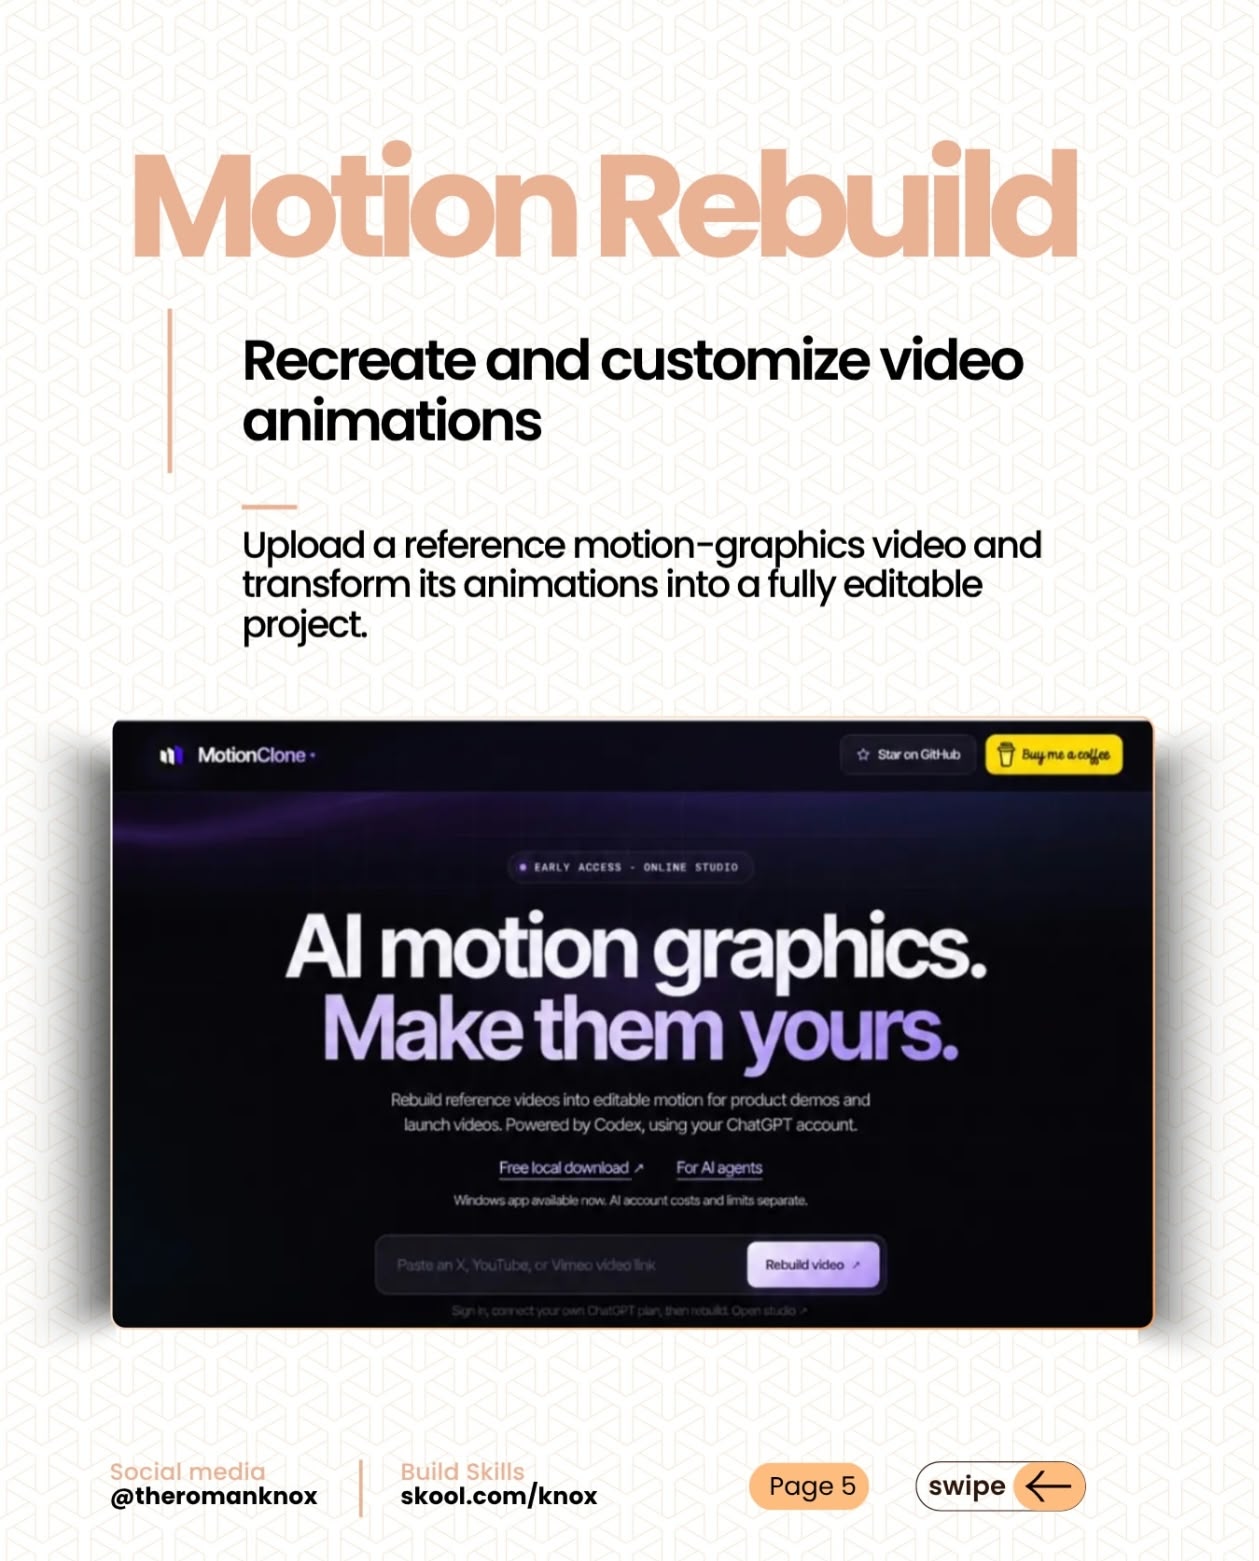 Motion Rebuild
Recreate and customize video
animations
Upload a reference motion-graphics video and
transform its animations into a fully editable
project.
MotionClone
Star on GitHub
Buy me a coffee
EARLY ACCESS - ONLINE STUDIO
AI motion graphics.
Make them yours.
Rebuild reference videos into editable motion for product demos and
launch videos. Powered by Codex, using your ChatGPT account.
Free local download ↗ For AI agents
Windows app available now. AI account costs and limits separate.
Paste an X, YouTube, or Vimeo video link
Rebuild video ↗
Sign in, connect your own ChatGPT plan, then rebuild. Open studio ↗
Social media
@theromanknox
Build Skills
skool.com/knox
Page 5
swipe